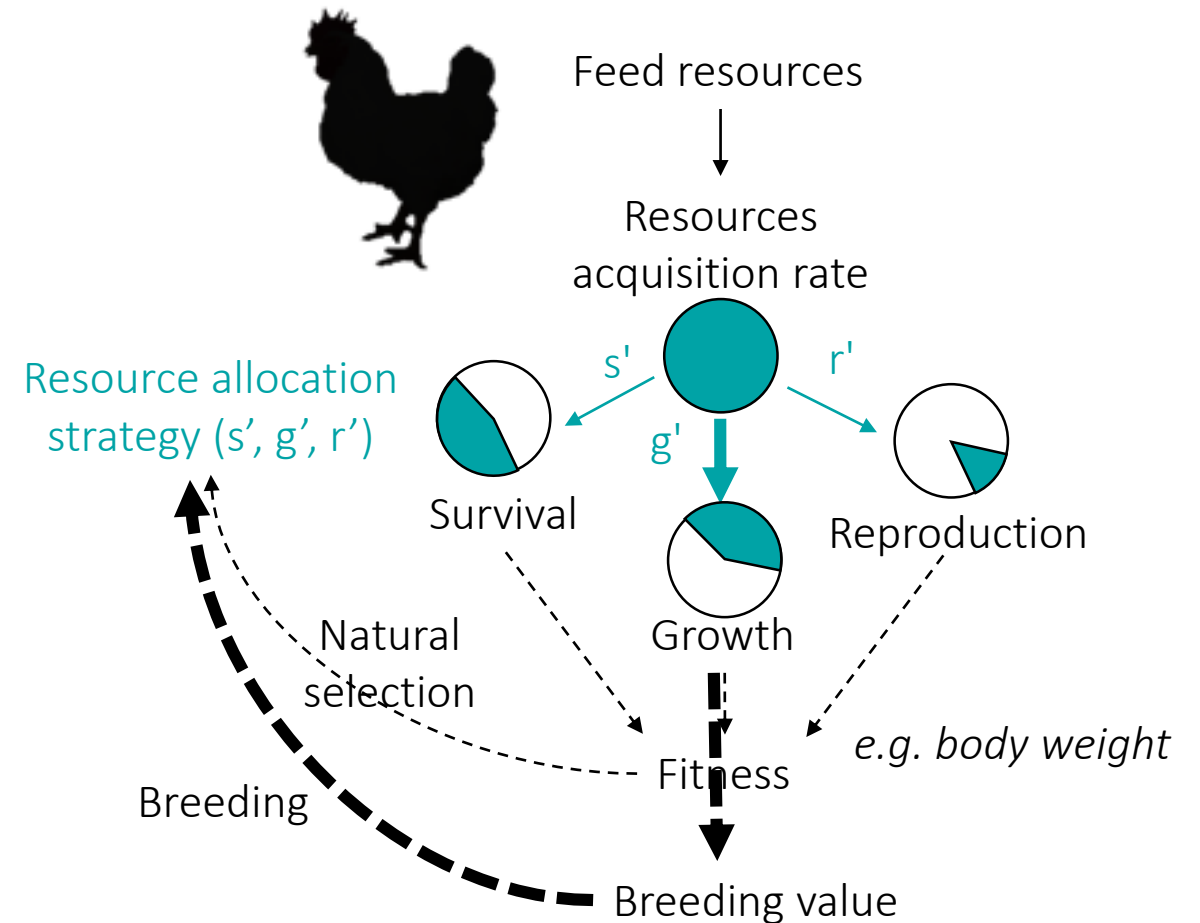 Feed resources
Resources
acquisition rate
s'
r'
g'
Resource allocation
strategy (s’, g’, r’)
Survival
Reproduction
Growth
Natural
selection
e.g. body weight
Fitness
Breeding
Breeding value